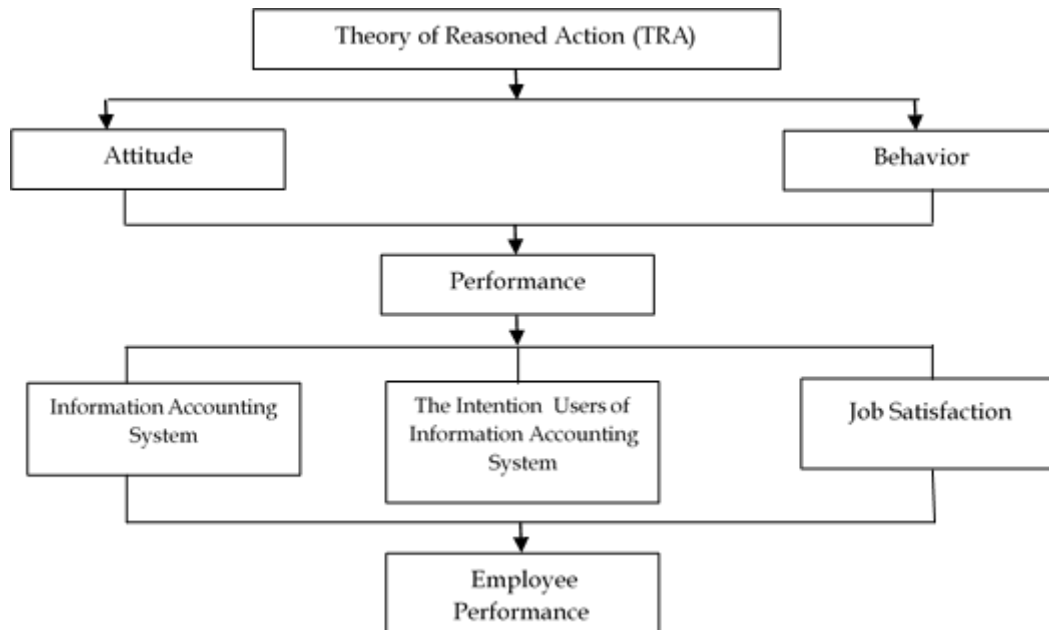 Theory of Reasoned Action (TRA)
Attitude
Behavior
Performance
Information Accounting
System
The Intention Users of
Information Accounting
System
Job Satisfaction
Employee
Performance